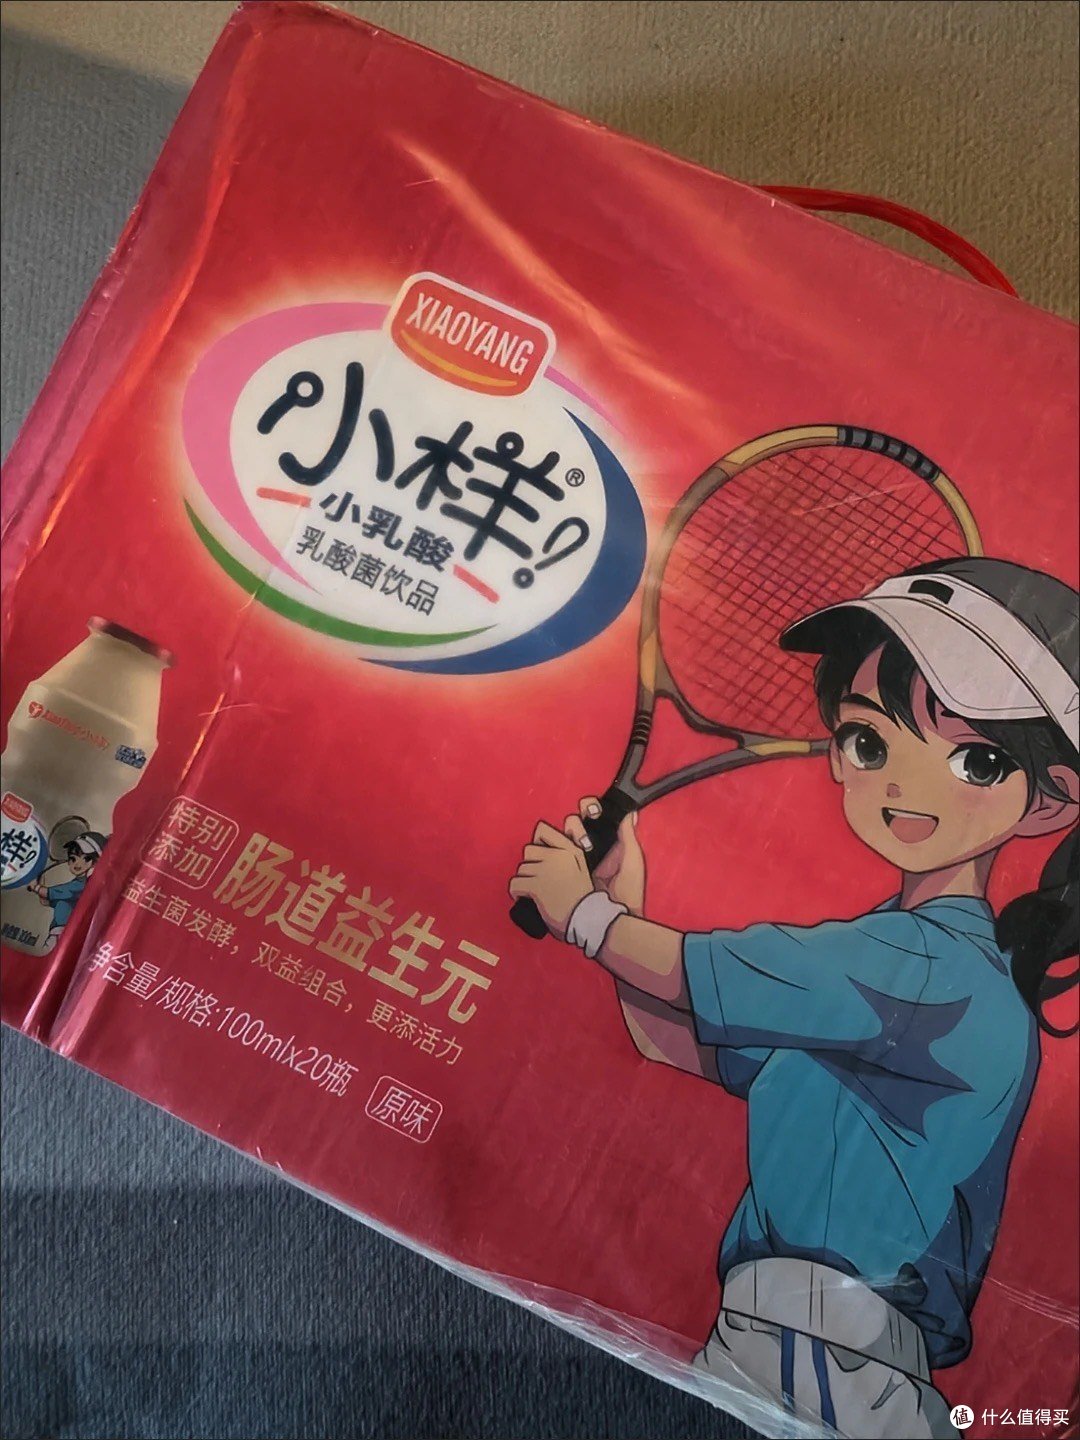 XIAOYANG
小样!®
小乳酸
乳酸菌饮品
特别
添加
肠道益生元
益生菌发酵，双益组合，更添活力
净含量/规格:100mlx20瓶
原味
XIAOYANG
样!
值 什么值得买